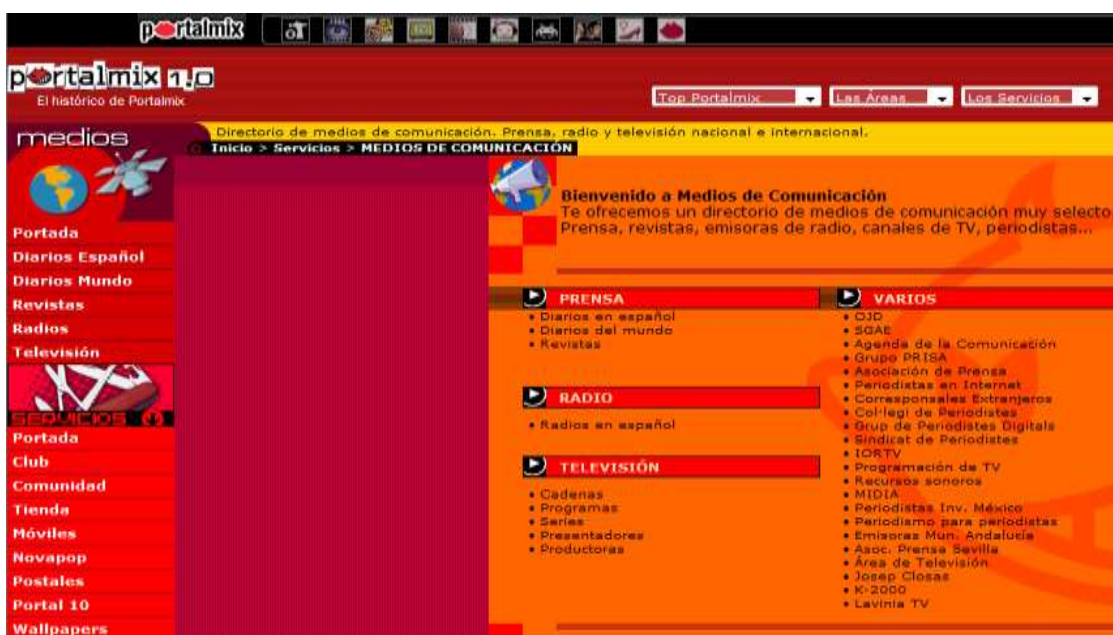 portalmix
portalmix 1.0
El histórico de Portalmix
Top Portalmix
Las Áreas
Los Servicios
medios
Directorio de medios de comunicación. Prensa, radio y televisión nacional e internacional.
Inicio > Servicios > MEDIOS DE COMUNICACIÓN
Bienvenido a Medios de Comunicación
Te ofrecemos un directorio de medios de comunicación muy selecto
Prensa, revistas, emisoras de radio, canales de TV, periodistas...
Portada
Diarios Español
Diarios Mundo
Revistas
Radios
Televisión
SERVICIOS
Portada
Club
Comunidad
Tienda
Móviles
Novapop
Postales
Portal 10
Wallpapers
PRENSA
• Diarios en español
• Diarios del mundo
• Revistas
RADIO
• Radios en español
TELEVISIÓN
• Cadenas
• Programas
• Series
• Presentadores
• Productoras
VARIOS
• OJD
• SGAE
• Agenda de la Comunicación
• Grupo PRISA
• Asociación de Prensa
• Periodistas en Internet
• Corresponsales Extranjeros
• Col·legi de Periodistes
• Grup de Periodistes Digitals
• Sindicat de Periodistes
• IORTV
• Programación de TV
• Recursos sonoros
• MIDIA
• Periodistas Inv. México
• Periodismo para periodistas
• Emisoras Mun. Andalucía
• Asoc. Prensa Sevilla
• Área de Televisión
• Josep Closas
• K-2000
• Lavinia TV